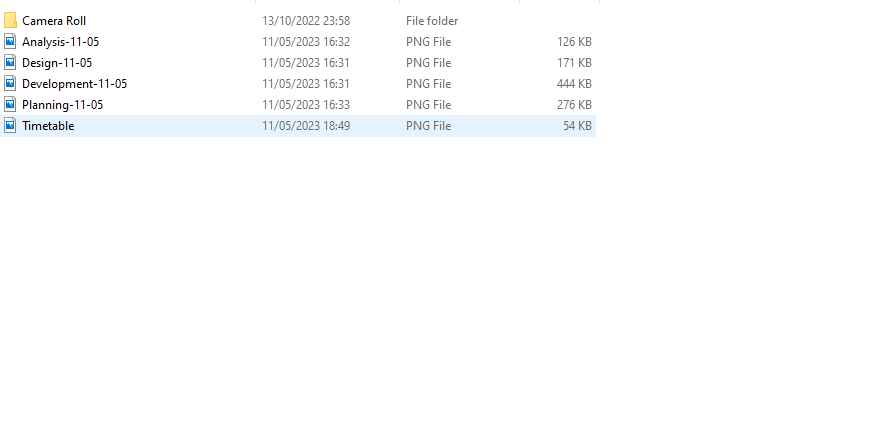 Camera Roll 13/10/2022 23:58 File folder
Analysis-11-05 11/05/2023 16:32 PNG File 126 KB
Design-11-05 11/05/2023 16:31 PNG File 171 KB
Development-11-05 11/05/2023 16:31 PNG File 444 KB
Planning-11-05 11/05/2023 16:33 PNG File 276 KB
Timetable 11/05/2023 18:49 PNG File 54 KB